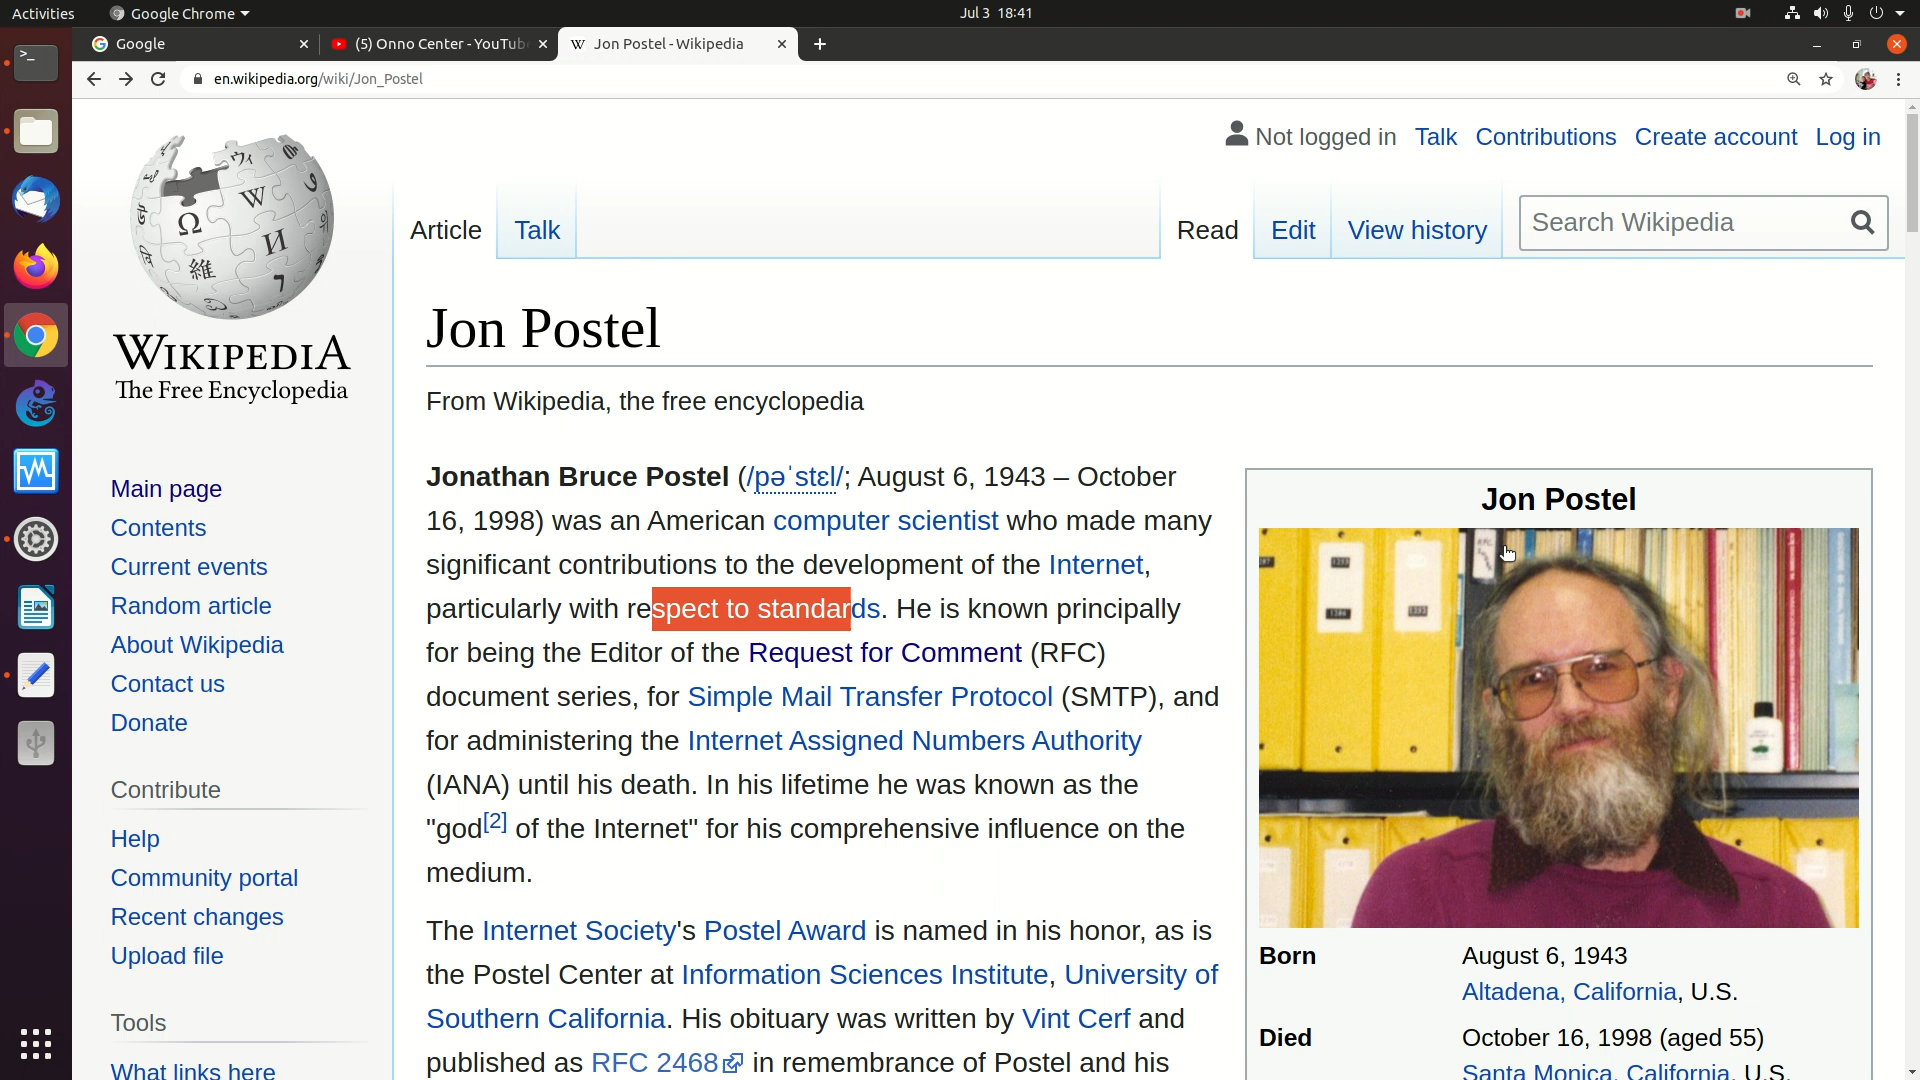 Activities
Google Chrome
Jul 3 18:41
Google
(5) Onno Center - YouTub
Jon Postel - Wikipedia
en.wikipedia.org/wiki/Jon_Postel
WIKIPEDIA
The Free Encyclopedia
Main page
Contents
Current events
Random article
About Wikipedia
Contact us
Donate
Contribute
Help
Community portal
Recent changes
Upload file
Tools
What links here
Not logged in Talk Contributions Create account Log in
Article Talk Read Edit View history
Search Wikipedia
Jon Postel
From Wikipedia, the free encyclopedia
Jonathan Bruce Postel (/pəˈstɛl/; August 6, 1943 – October
16, 1998) was an American computer scientist who made many
significant contributions to the development of the Internet,
particularly with respect to standards. He is known principally
for being the Editor of the Request for Comment (RFC)
document series, for Simple Mail Transfer Protocol (SMTP), and
for administering the Internet Assigned Numbers Authority
(IANA) until his death. In his lifetime he was known as the
"god[2] of the Internet" for his comprehensive influence on the
medium.
The Internet Society's Postel Award is named in his honor, as is
the Postel Center at Information Sciences Institute, University of
Southern California. His obituary was written by Vint Cerf and
published as RFC 2468 in remembrance of Postel and his
Jon Postel
Born August 6, 1943
Altadena, California, U.S.
Died October 16, 1998 (aged 55)
Santa Monica, California, U.S.